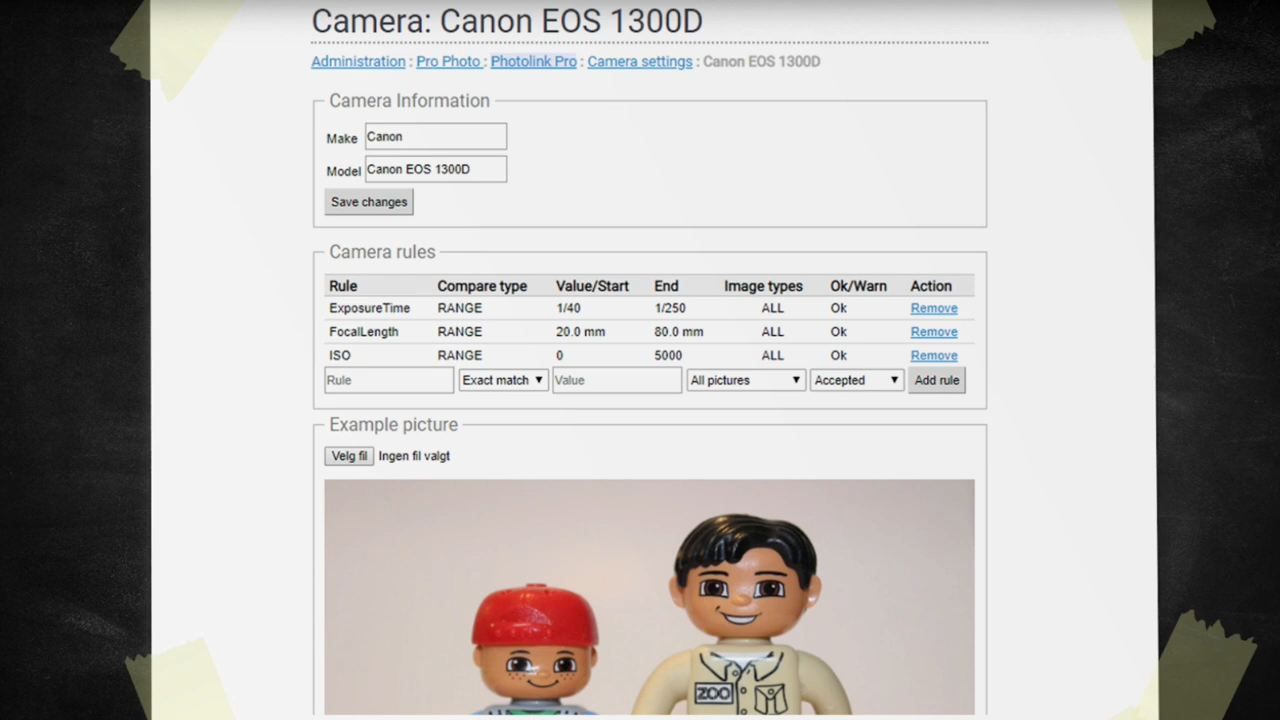 Camera: Canon EOS 1300D
Administration : Pro Photo : Photolink Pro : Camera settings : Canon EOS 1300D
Camera Information
Make Canon
Model Canon EOS 1300D
Save changes
Camera rules
Rule Compare type Value/Start End Image types Ok/Warn Action
ExposureTime RANGE 1/40 1/250 ALL Ok Remove
FocalLength RANGE 20.0 mm 80.0 mm ALL Ok Remove
ISO RANGE 0 5000 ALL Ok Remove
Rule Exact match Value All pictures Accepted Add rule
Example picture
Velg fil Ingen fil valgt
ZOO